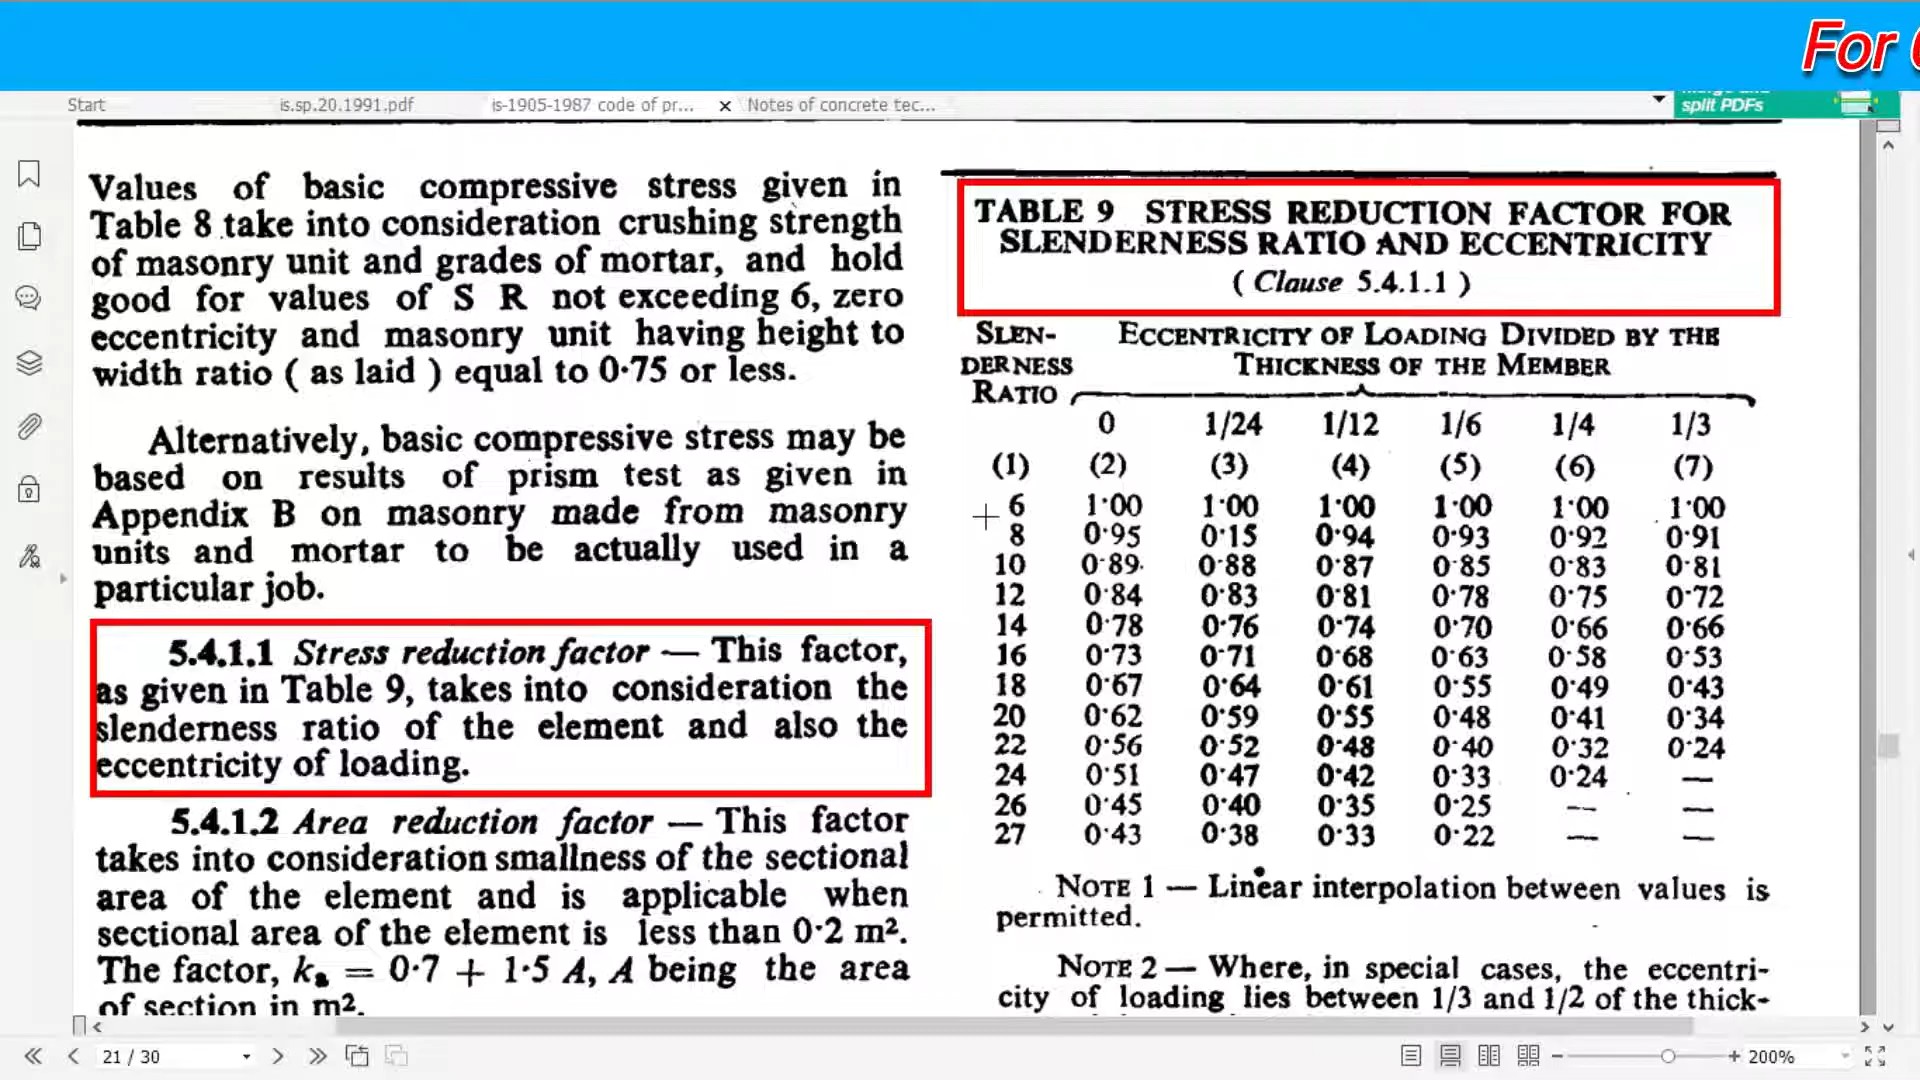 For
Start is.sp.20.1991.pdf is-1905-1987 code of pr... × Notes of concrete tec...
split PDFs
Values of basic compressive stress given in
Table 8 take into consideration crushing strength
of masonry unit and grades of mortar, and hold
good for values of S R not exceeding 6, zero
eccentricity and masonry unit having height to
width ratio ( as laid ) equal to 0·75 or less.
Alternatively, basic compressive stress may be
based on results of prism test as given in
Appendix B on masonry made from masonry
units and mortar to be actually used in a
particular job.
5.4.1.1 Stress reduction factor — This factor,
as given in Table 9, takes into consideration the
slenderness ratio of the element and also the
eccentricity of loading.
5.4.1.2 Area reduction factor — This factor
takes into consideration smallness of the sectional
area of the element and is applicable when
sectional area of the element is less than 0·2 m².
The factor, kₐ = 0·7 + 1·5 A, A being the area
of section in m².
TABLE 9 STRESS REDUCTION FACTOR FOR
SLENDERNESS RATIO AND ECCENTRICITY
( Clause 5.4.1.1 )
SLEN- ECCENTRICITY OF LOADING DIVIDED BY THE
DERNESS THICKNESS OF THE MEMBER
RATIO
0 1/24 1/12 1/6 1/4 1/3
(1) (2) (3) (4) (5) (6) (7)
6 1·00 1·00 1·00 1·00 1·00 1·00
8 0·95 0·15 0·94 0·93 0·92 0·91
10 0·89 0·88 0·87 0·85 0·83 0·81
12 0·84 0·83 0·81 0·78 0·75 0·72
14 0·78 0·76 0·74 0·70 0·66 0·66
16 0·73 0·71 0·68 0·63 0·58 0·53
18 0·67 0·64 0·61 0·55 0·49 0·43
20 0·62 0·59 0·55 0·48 0·41 0·34
22 0·56 0·52 0·48 0·40 0·32 0·24
24 0·51 0·47 0·42 0·33 0·24 —
26 0·45 0·40 0·35 0·25 — —
27 0·43 0·38 0·33 0·22 — —
NOTE 1 — Linear interpolation between values is
permitted.
NOTE 2 — Where, in special cases, the eccentri-
city of loading lies between 1/3 and 1/2 of the thick-
21 / 30 200%